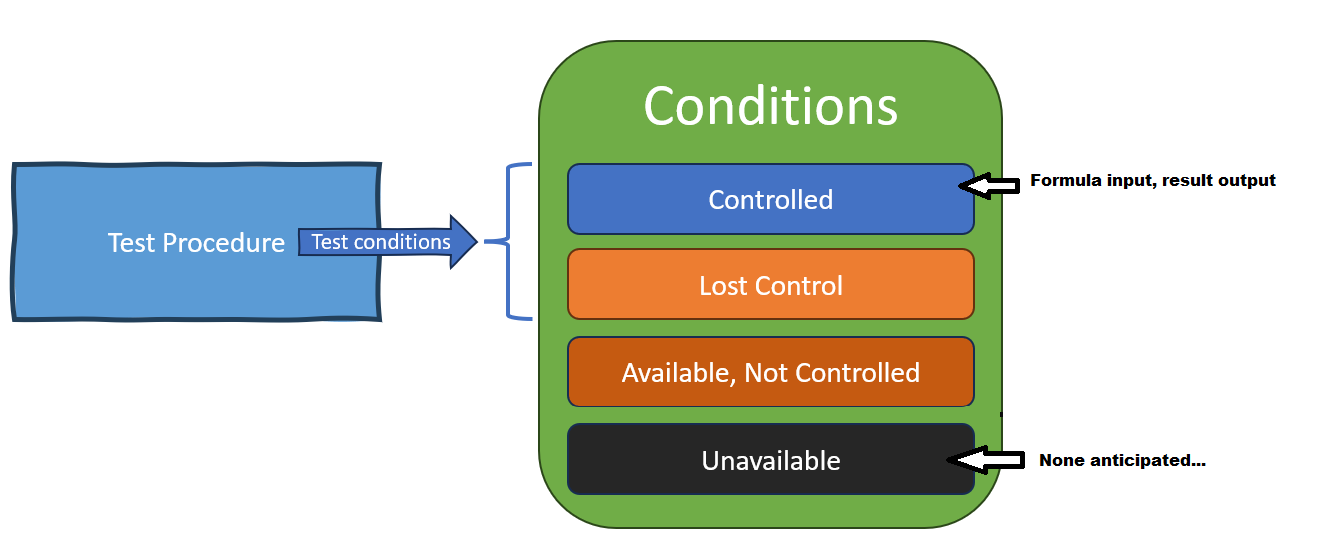 Conditions
Controlled
Formula input, result output
Test Procedure
Test conditions
Lost Control
Available, Not Controlled
Unavailable
None anticipated...